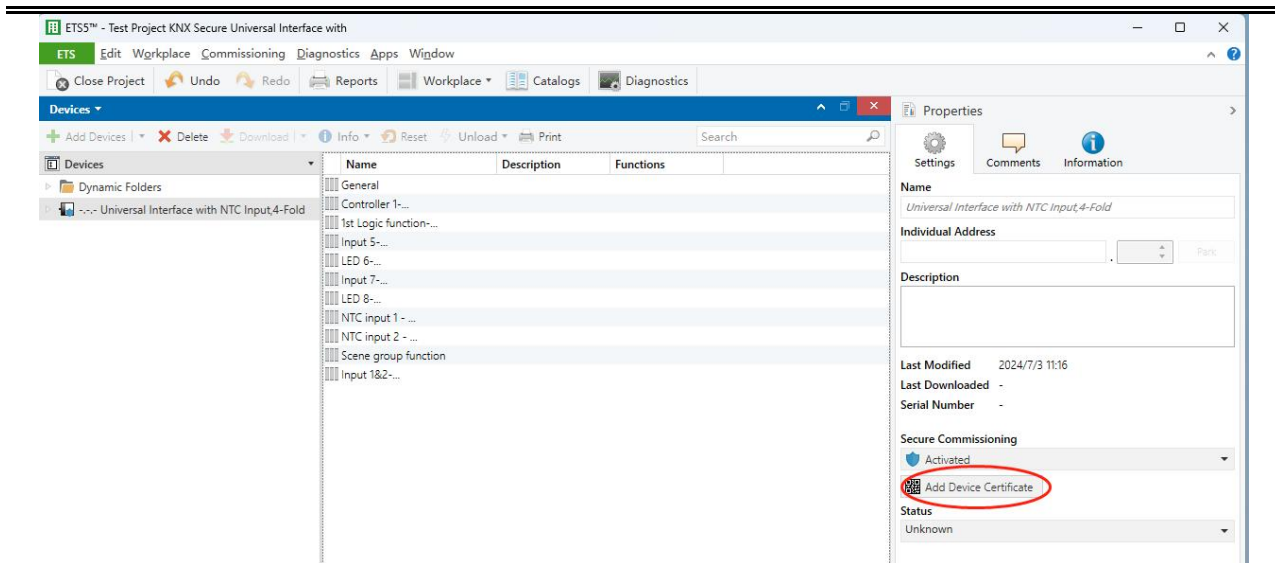 ETS5™ - Test Project KNX Secure Universal Interface with
ETS Edit Workplace Commissioning Diagnostics Apps Window
Close Project Undo Redo Reports Workplace Catalogs Diagnostics
Devices
Add Devices Delete Download Info Reset Unload Print Search
Devices
Dynamic Folders
-.-.- Universal Interface with NTC Input,4-Fold
Name Description Functions
General
Controller 1-...
1st Logic function-...
Input 5-...
LED 6-...
Input 7-...
LED 8-...
NTC input 1 - ...
NTC input 2 - ...
Scene group function
Input 1&2-...
Properties
Settings Comments Information
Name
Universal Interface with NTC Input,4-Fold
Individual Address
. Park
Description
Last Modified 2024/7/3 11:16
Last Downloaded -
Serial Number -
Secure Commissioning
Activated
Add Device Certificate
Status
Unknown